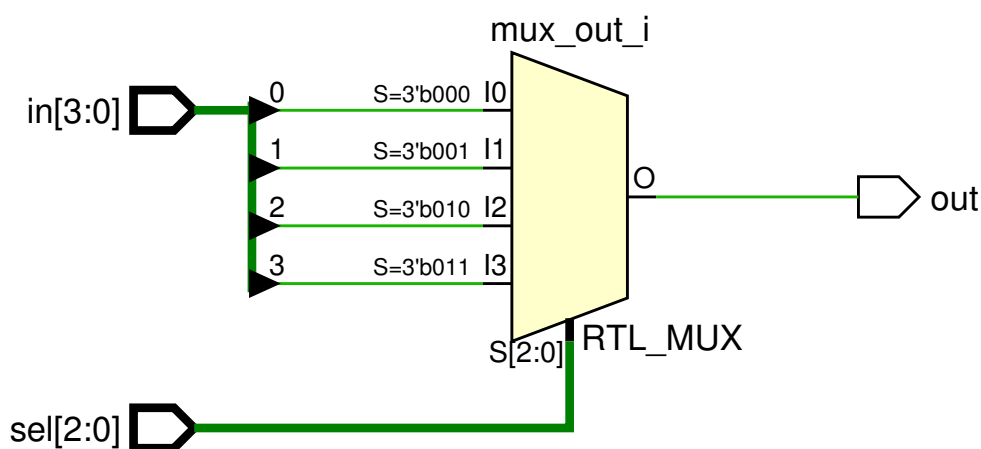 mux_out_i
in[3:0]
0 S=3'b000 I0
1 S=3'b001 I1
2 S=3'b010 I2
3 S=3'b011 I3
O
out
S[2:0] RTL_MUX
sel[2:0]